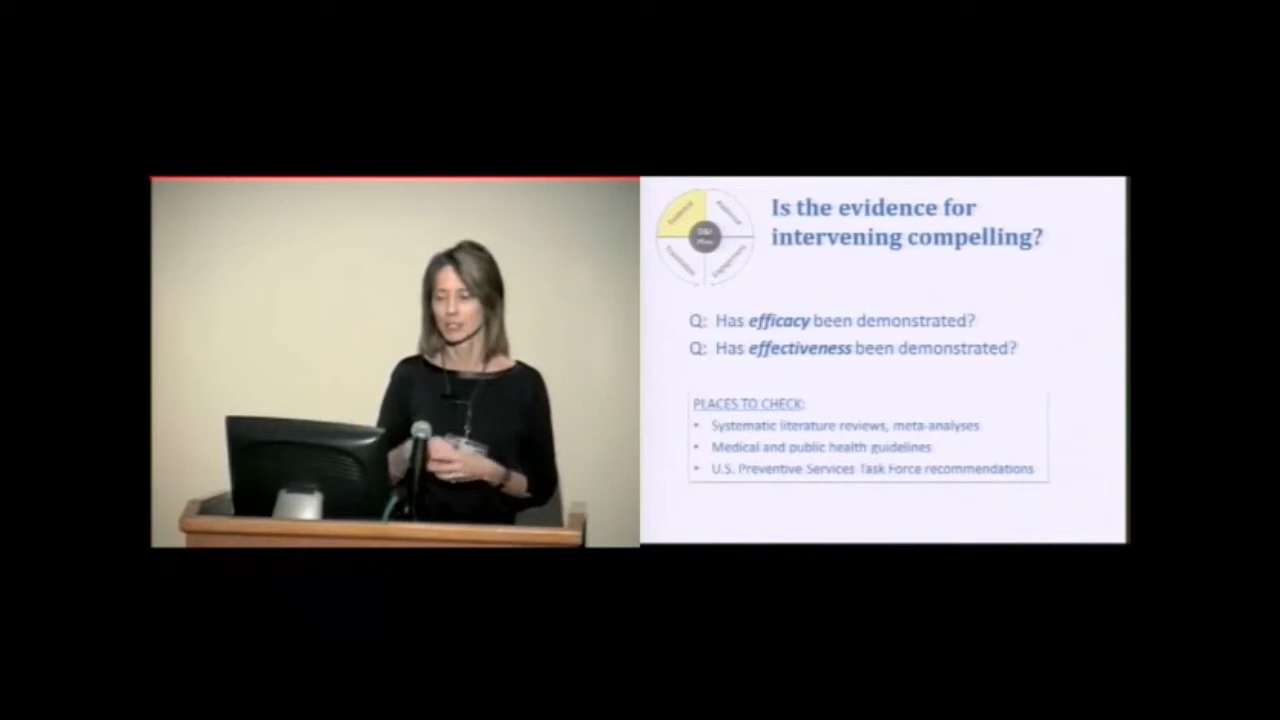 Evidence
D&I
Is the evidence for
intervening compelling?
Q: Has efficacy been demonstrated?
Q: Has effectiveness been demonstrated?
PLACES TO CHECK:
• Systematic literature reviews, meta-analyses
• Medical and public health guidelines
• U.S. Preventive Services Task Force recommendations